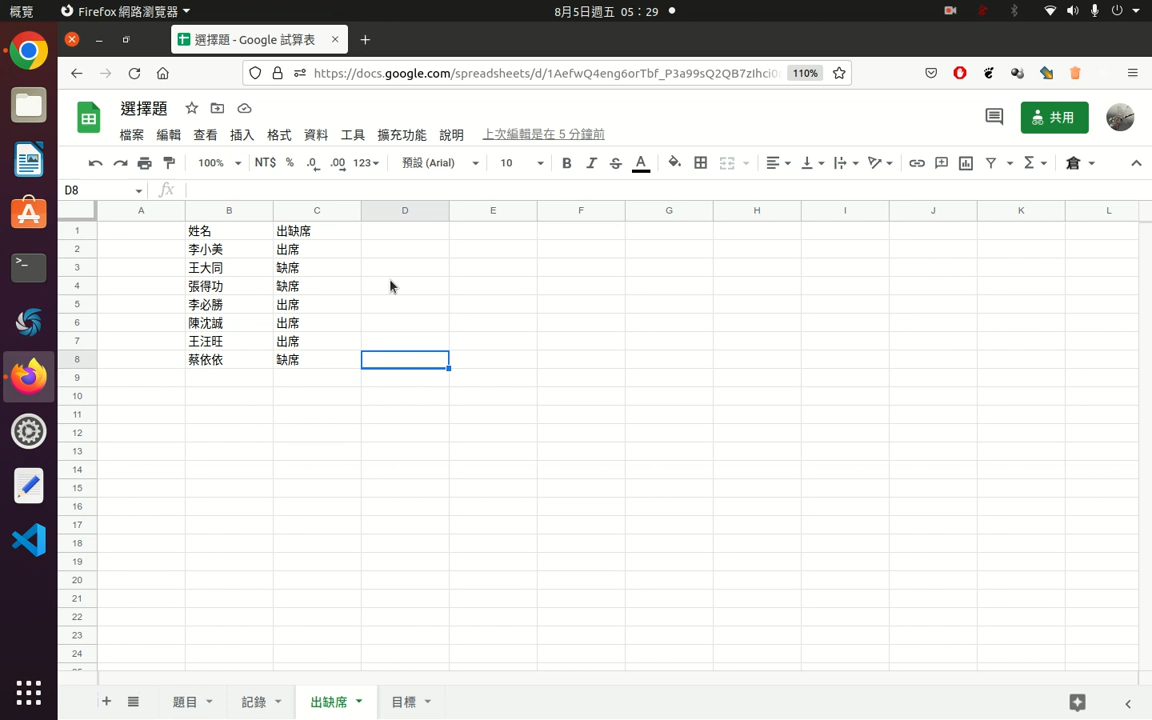 概覽 Firefox 網路瀏覽器 8月5日週五 05：29
選擇題 - Google 試算表
https://docs.google.com/spreadsheets/d/1AefwQ4eng6orTbf_P3a99sQ2QB7zIhci0 110%
選擇題
檔案 編輯 查看 插入 格式 資料 工具 擴充功能 說明 上次編輯是在 5 分鐘前
共用
100% NT$ % .0 .00 123 預設 (Arial) 10 B I S A Σ 倉
D8 fx
A B C D E F G H I J K L
1 姓名 出缺席
2 李小美 出席
3 王大同 缺席
4 張得功 缺席
5 李必勝 出席
6 陳沈誠 出席
7 王汪旺 出席
8 蔡依依 缺席
9
10
11
12
13
14
15
16
17
18
19
20
21
22
23
24
題目 記錄 出缺席 目標